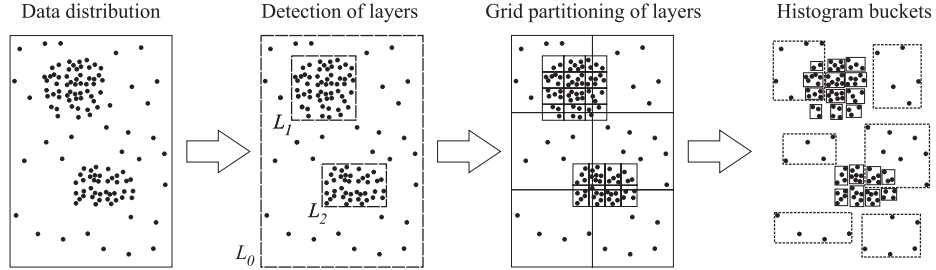 Data distribution
Detection of layers
Grid partitioning of layers
Histogram buckets
L1
L2
L0